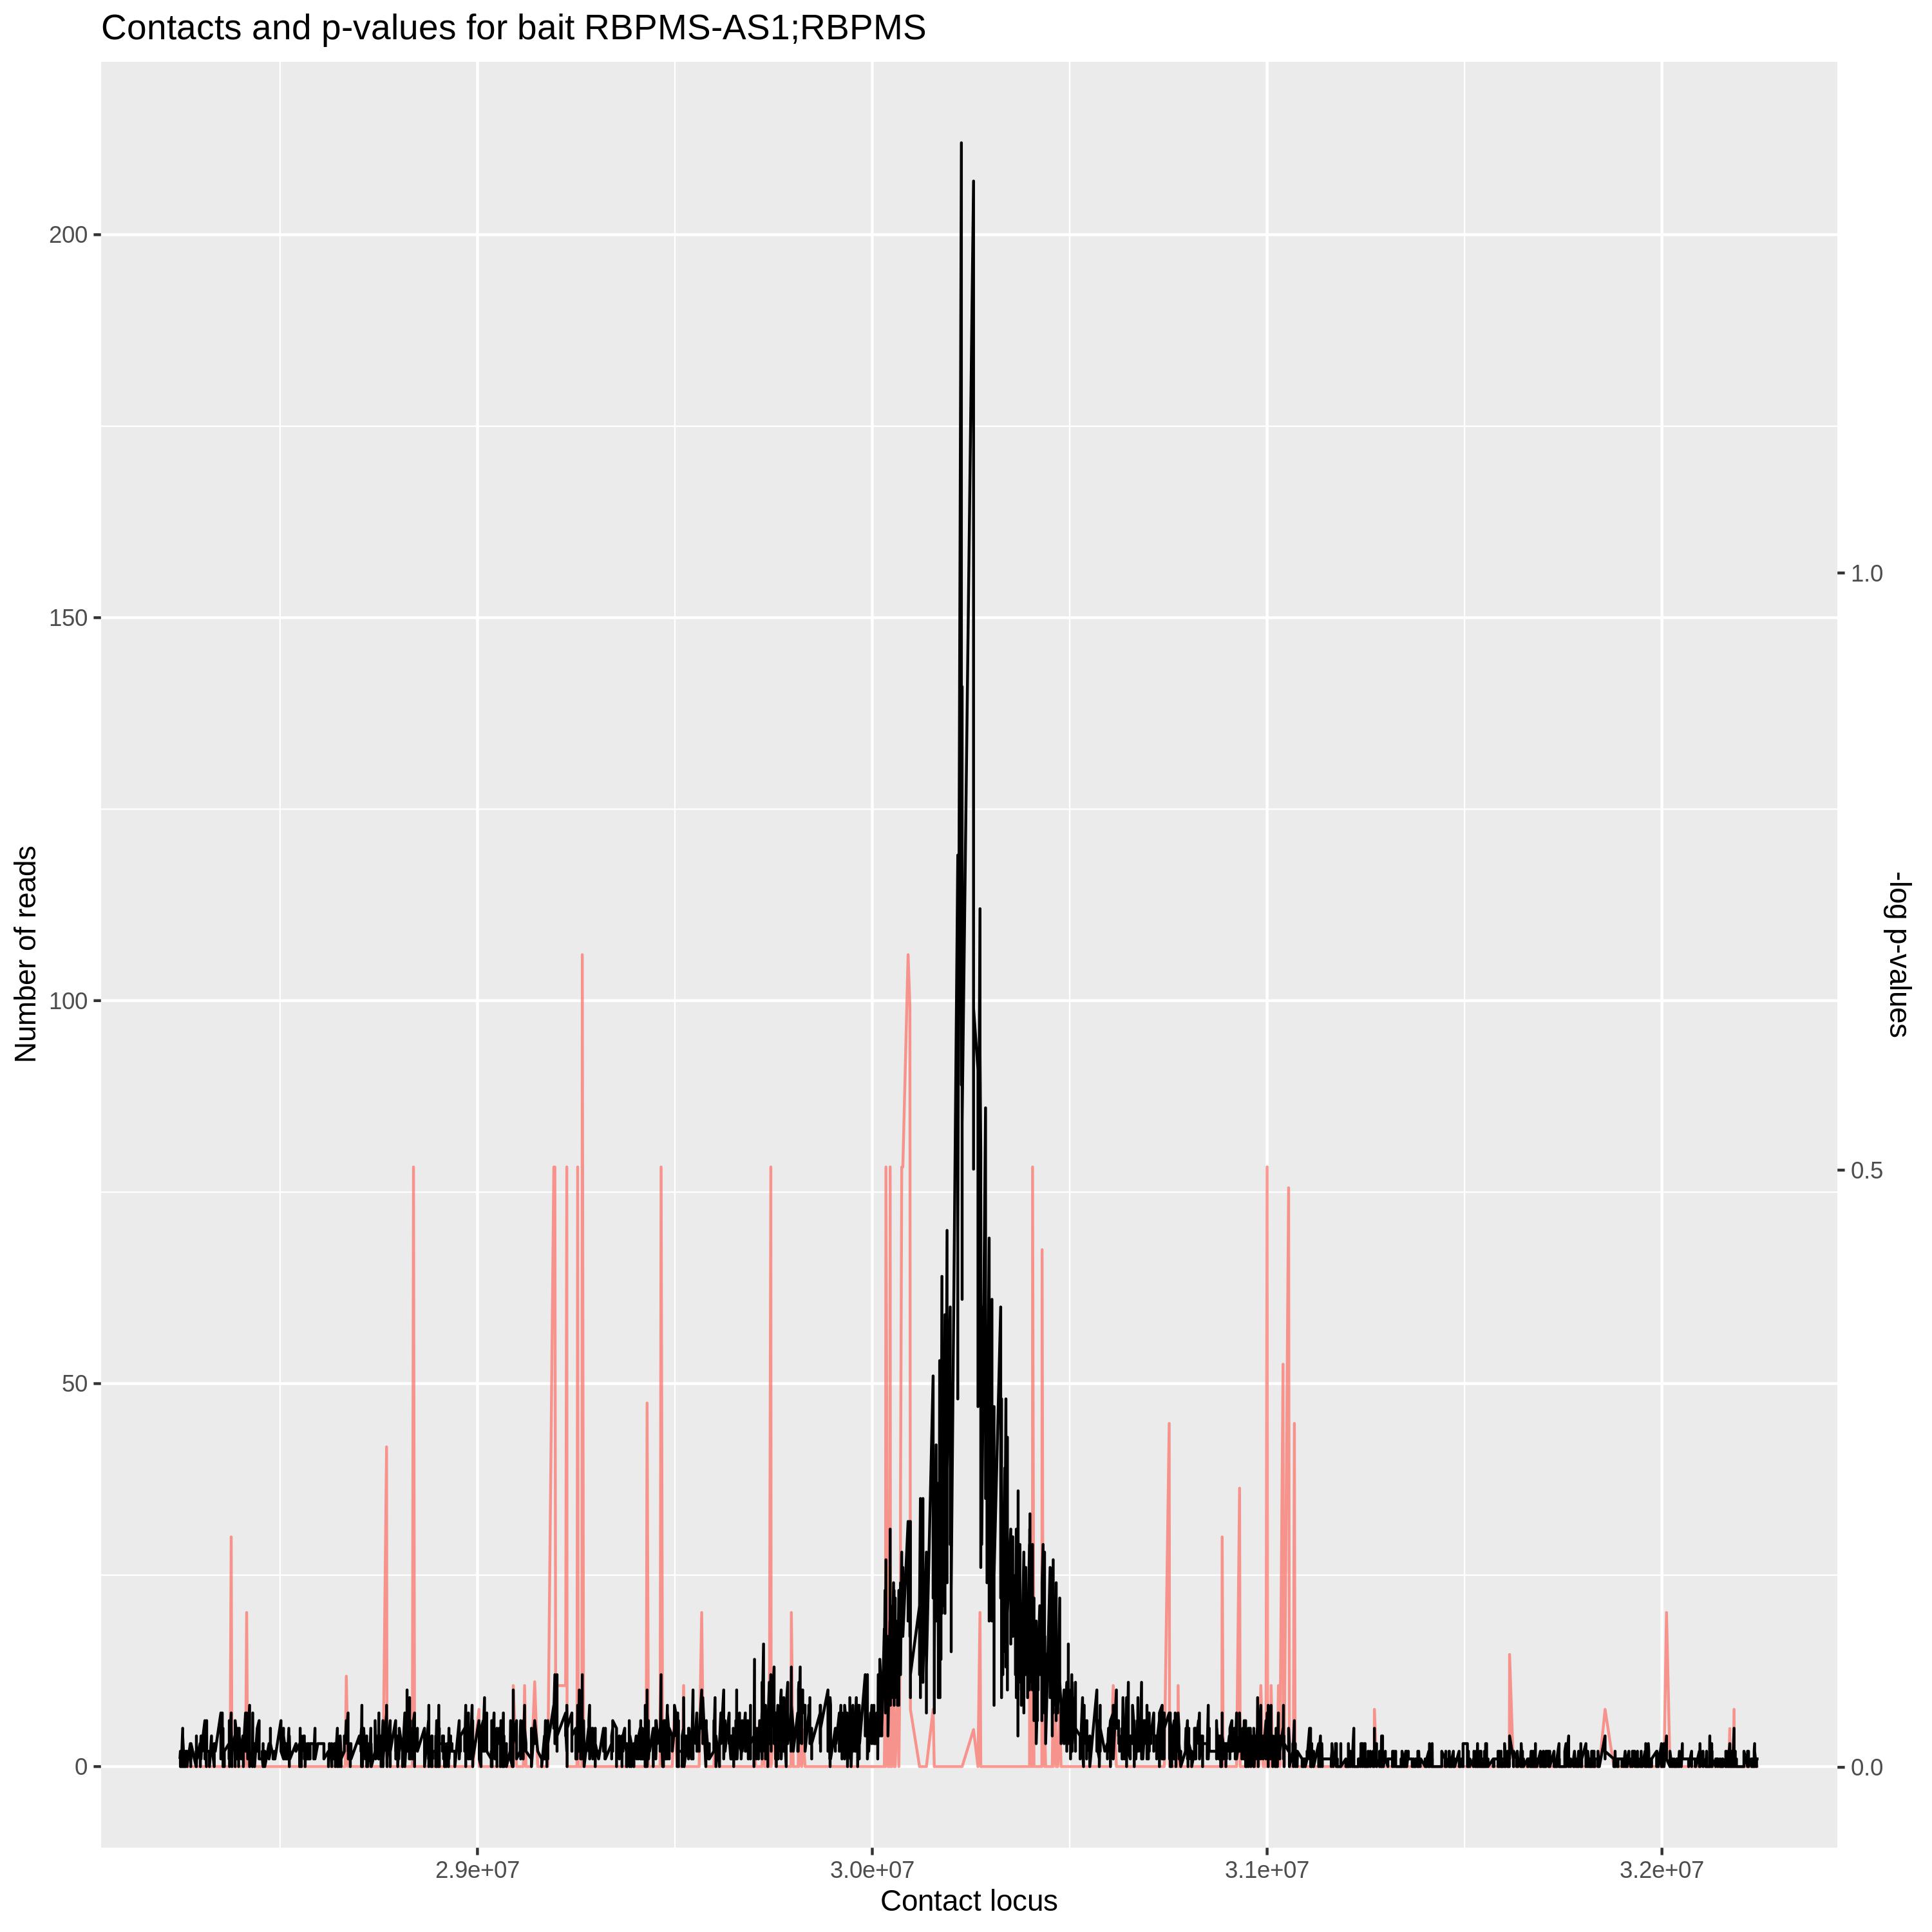 Contacts and p-values for bait RBPMS-AS1;RBPMS
200
150
100
50
0
Number of reads
1.0
0.5
0.0
-log p-values
2.9e+07
3.0e+07
3.1e+07
3.2e+07
Contact locus